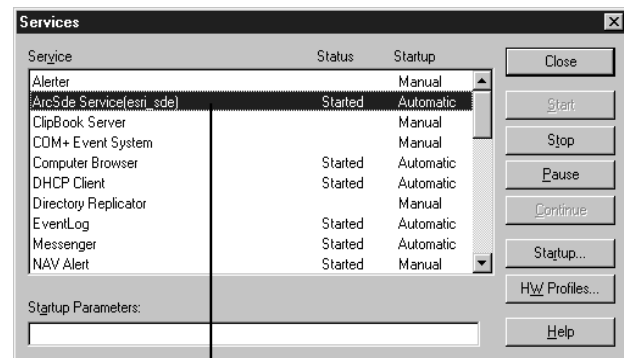 Services
Service Status Startup
Alerter Manual
ArcSde Service(esri_sde) Started Automatic
ClipBook Server Manual
COM+ Event System Manual
Computer Browser Started Automatic
DHCP Client Started Automatic
Directory Replicator Manual
EventLog Started Automatic
Messenger Started Automatic
NAV Alert Started Manual
Startup Parameters:
Close
Start
Stop
Pause
Continue
Startup...
HW Profiles...
Help